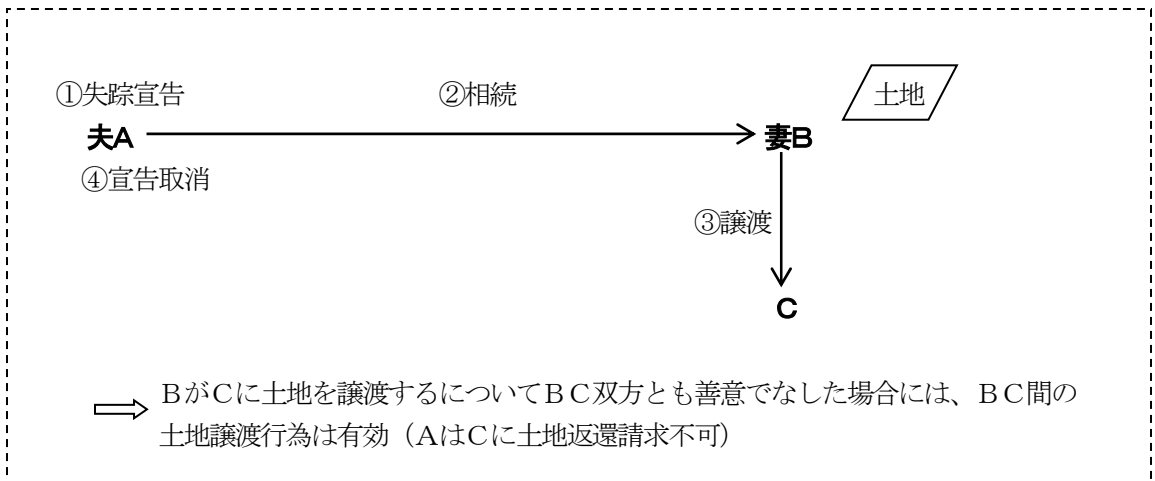 ①失踪宣告
②相続
土地
夫A
妻B
④宣告取消
③譲渡
C
BがCに土地を譲渡するについてBC双方とも善意でなした場合には、BC間の
土地譲渡行為は有効(AはCに土地返還請求不可)